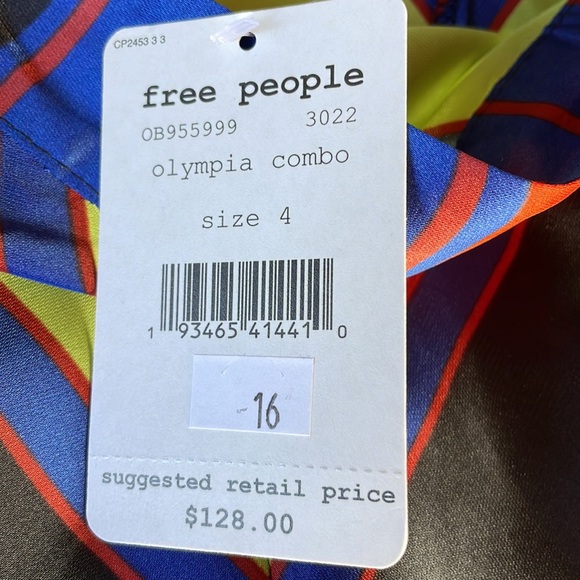 CP2453 3 3
free people
OB955999 3022
olympia combo
size 4
1 93465 41441 0
-16
suggested retail price
$128.00